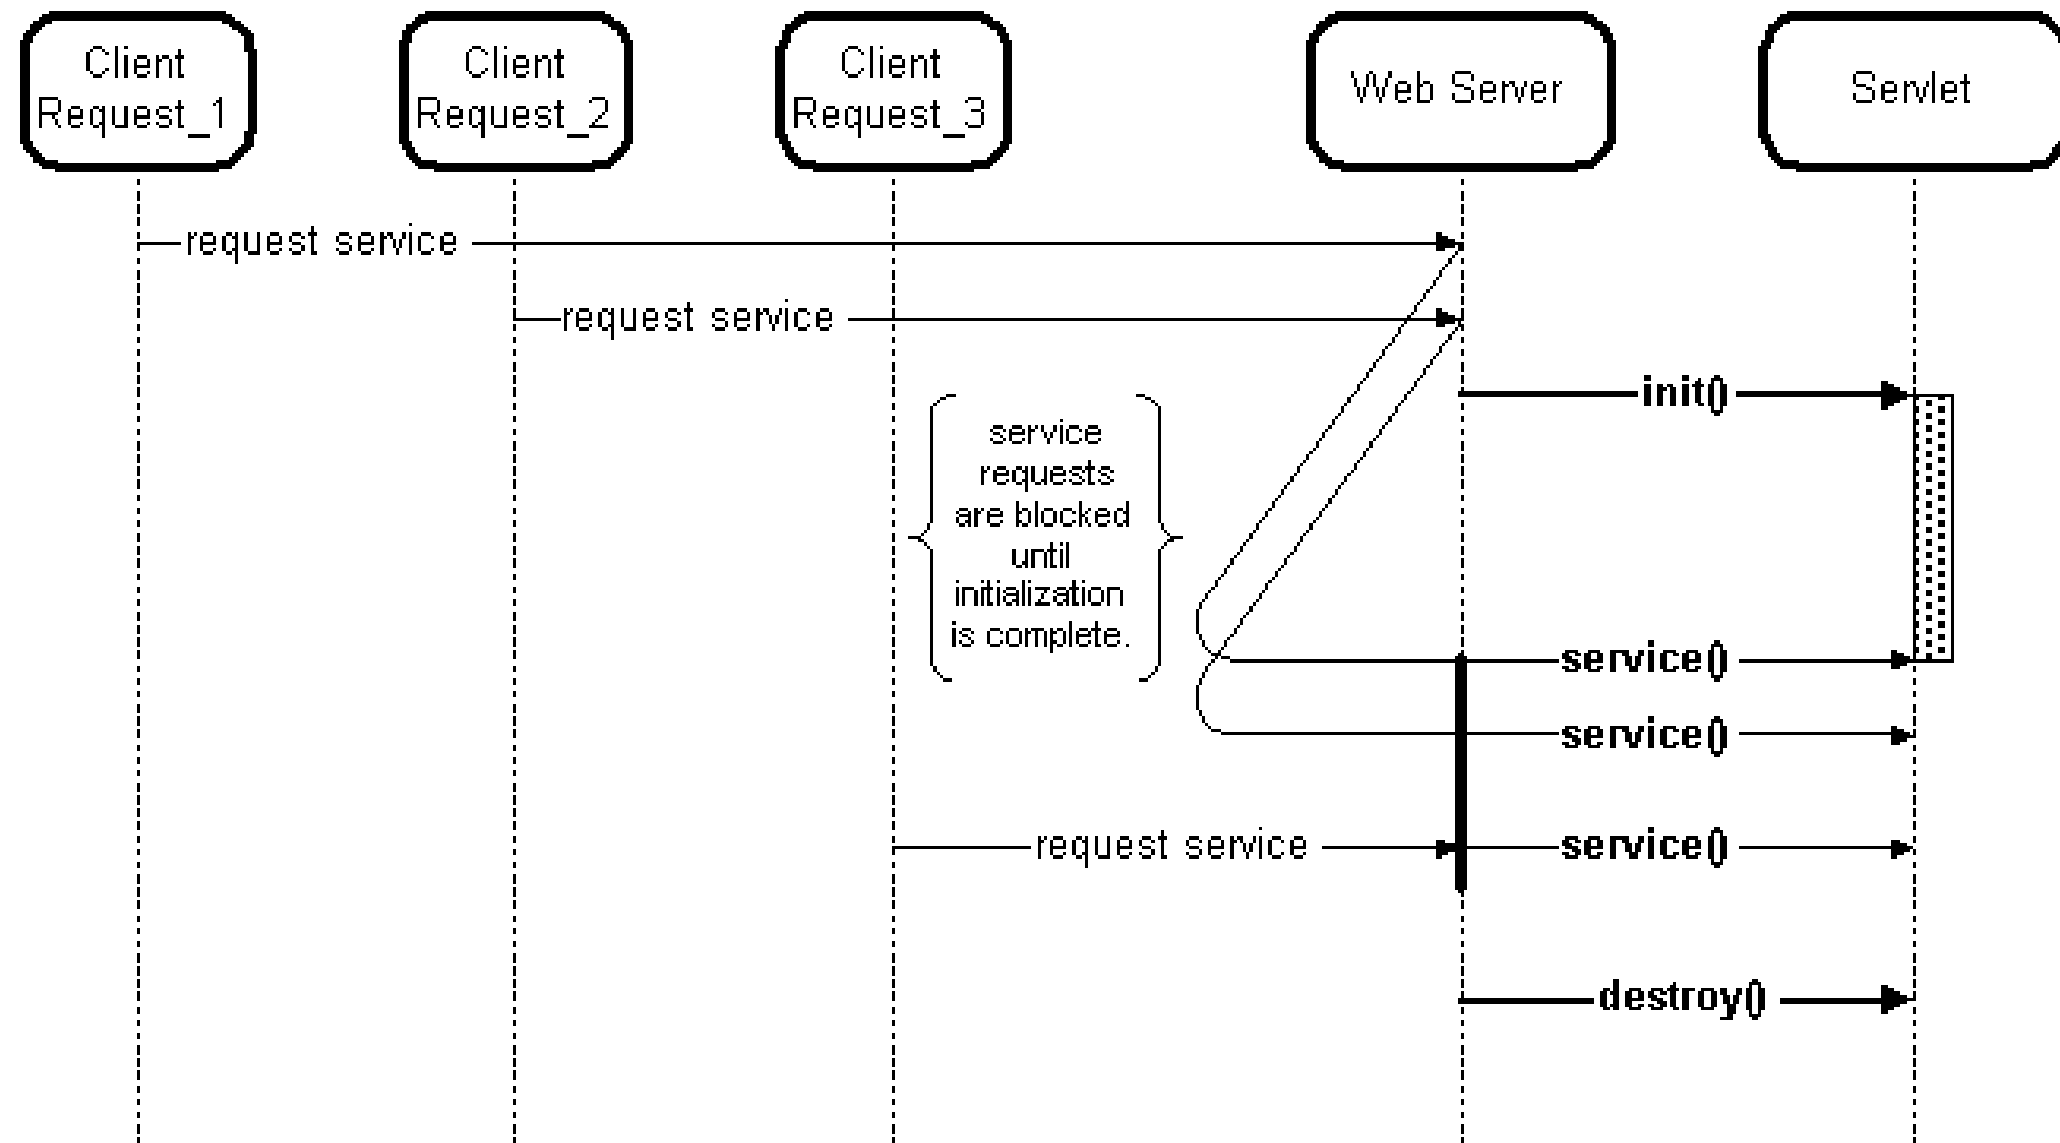 Client
Request_1
Client
Request_2
Client
Request_3
Web Server
Servlet
request service
request service
init()
service
requests
are blocked
until
initialization
is complete.
service()
service()
request service
service()
destroy()